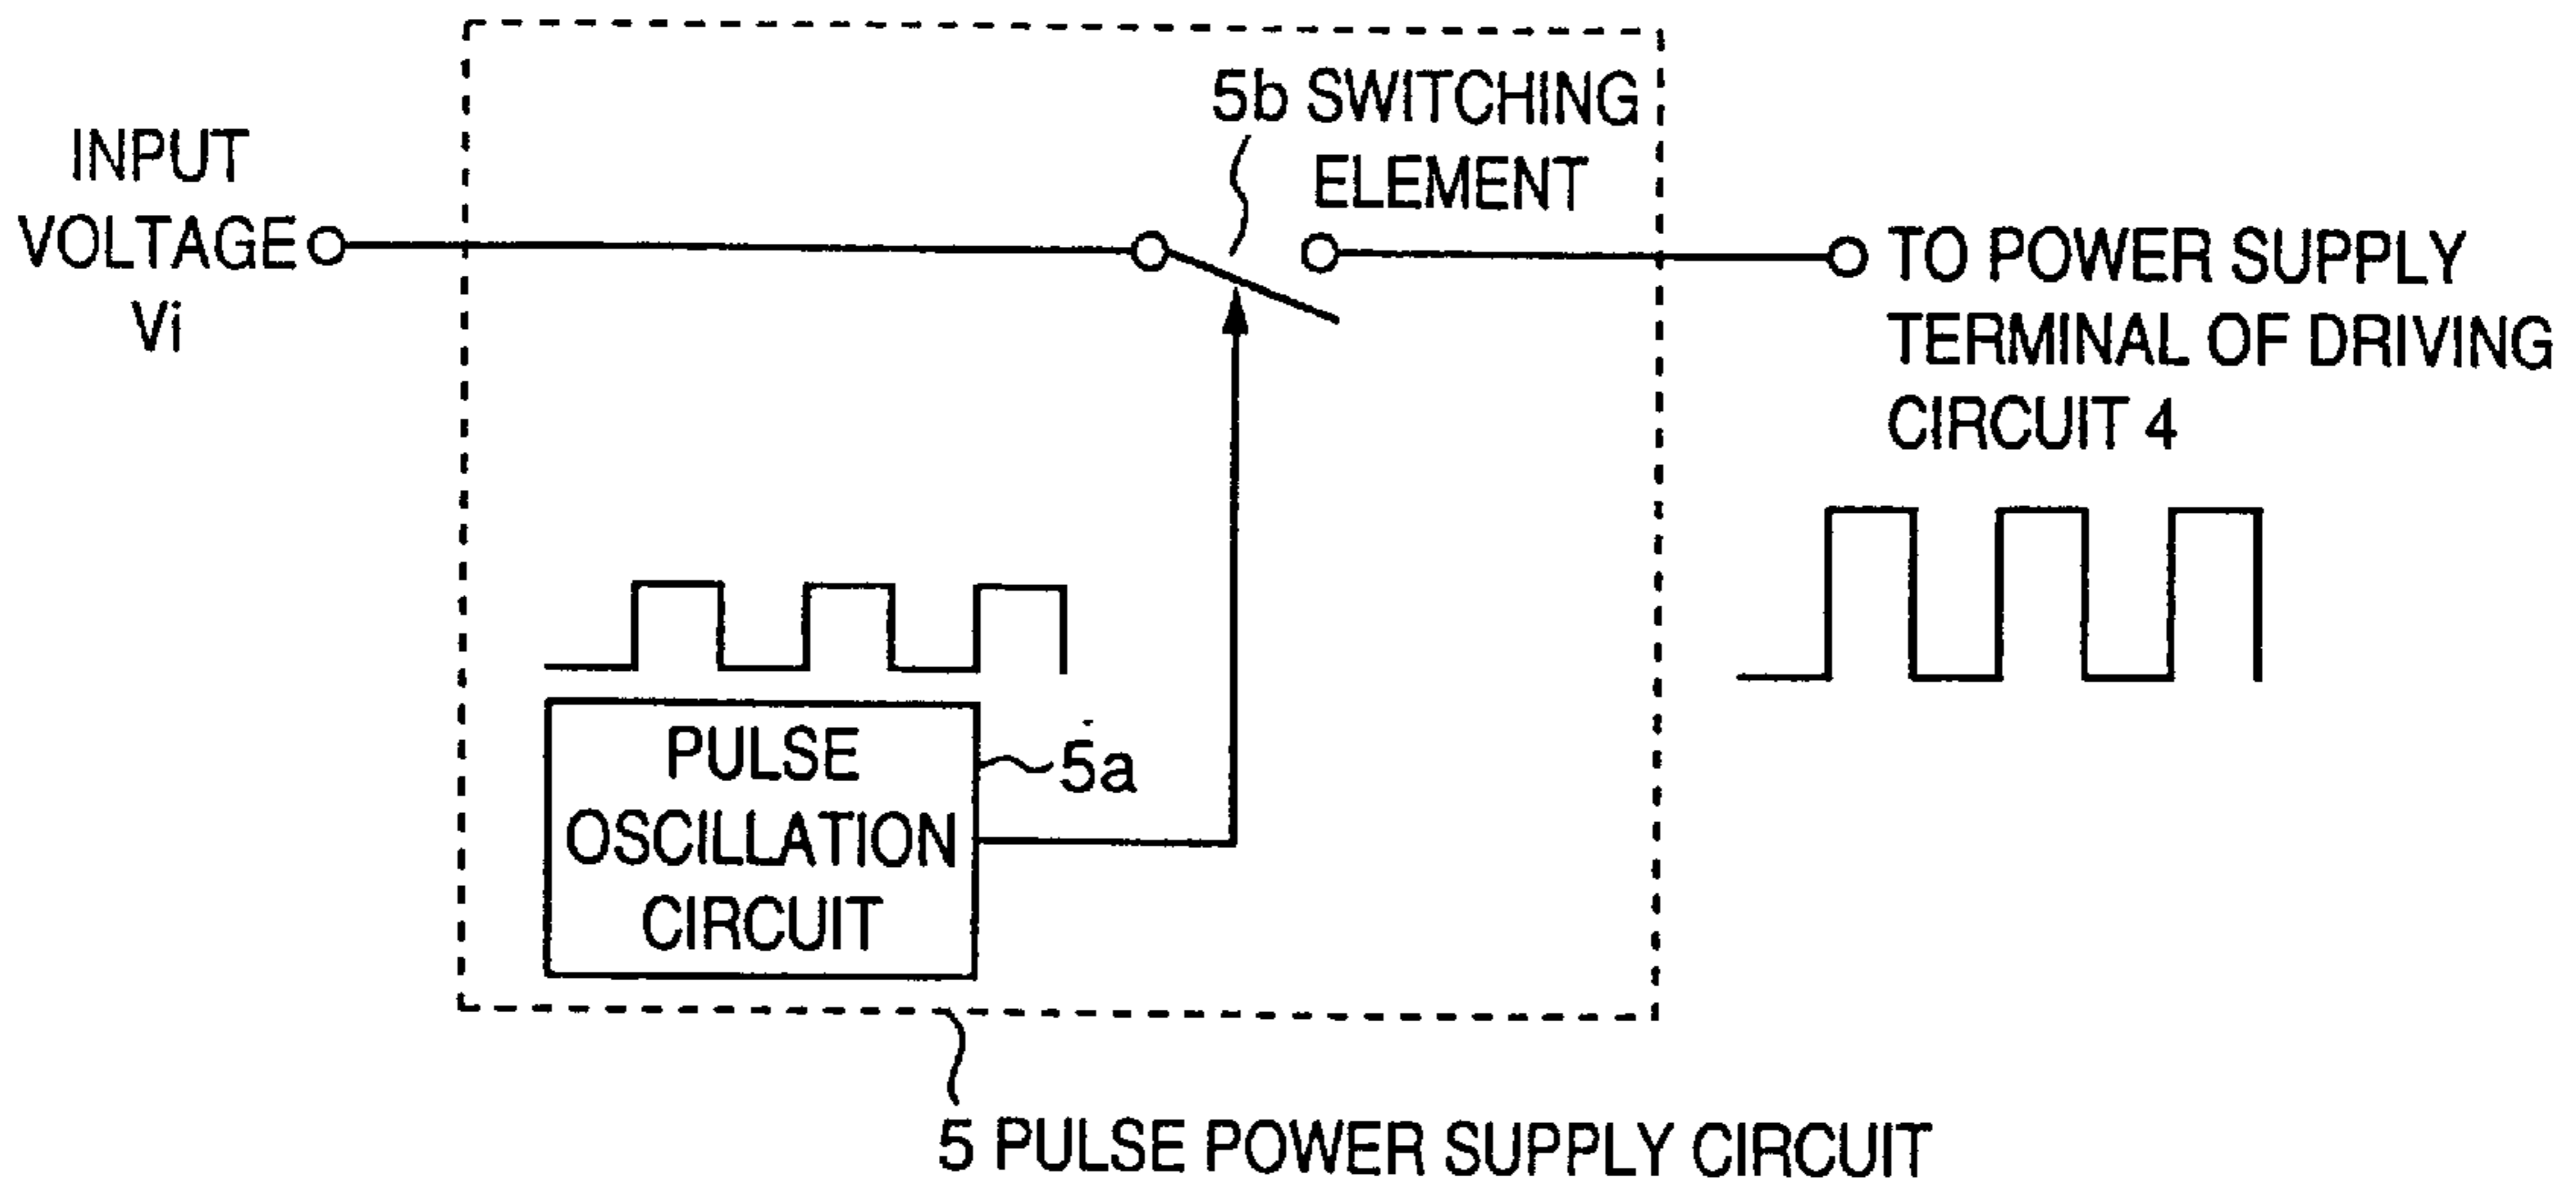 INPUT
VOLTAGE
Vi
5b SWITCHING
ELEMENT
TO POWER SUPPLY
TERMINAL OF DRIVING
CIRCUIT 4
PULSE
OSCILLATION
CIRCUIT
5a
5 PULSE POWER SUPPLY CIRCUIT